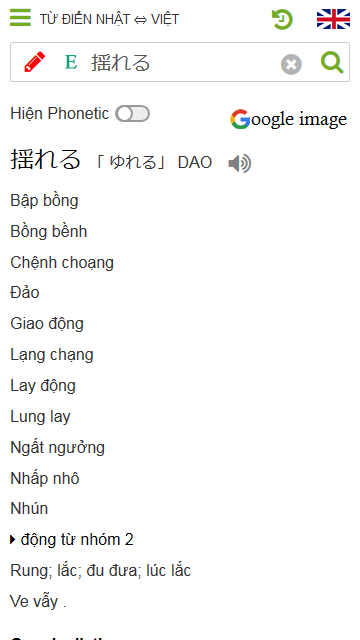 TỪ ĐIỂN NHẬT ⇔ VIỆT
E 揺れる
Hiện Phonetic
Google image
揺れる 「 ゆれる」 DAO
Bập bồng
Bồng bềnh
Chệnh choạng
Đảo
Giao động
Lạng chạng
Lay động
Lung lay
Ngất ngưởng
Nhấp nhô
Nhún
động từ nhóm 2
Rung; lắc; đu đưa; lúc lắc
Ve vẫy .